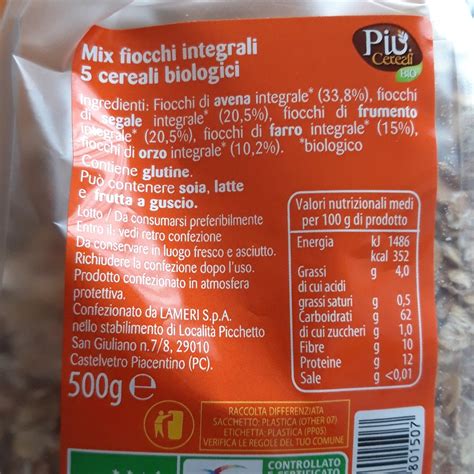 Più
Cereali
BIO
Mix fiocchi integrali
5 cereali biologici
Ingredienti: Fiocchi di avena integrale* (33,8%), fiocchi
di segale integrale* (20,5%), fiocchi di frumento
integrale* (20,5%), fiocchi di farro integrale* (15%),
fiocchi di orzo integrale* (10,2%). *biologico
Contiene glutine.
Può contenere soia, latte
e frutta a guscio.
Lotto / Da consumarsi preferibilmente
Entro il: vedi retro confezione
Da conservare in luogo fresco e asciutto.
Richiudere la confezione dopo l'uso.
Prodotto confezionato in atmosfera
protettiva.
Confezionato da LAMERI S.p.A.
nello stabilimento di Località Picchetto
San Giuliano n.7/8, 29010
Castelvetro Piacentino (PC).
500g e
Valori nutrizionali medi
per 100 g di prodotto
Energia kJ 1486
kcal 352
Grassi g 4,0
di cui acidi
grassi saturi g 0,5
Carboidrati g 62
di cui zuccheri g 1,0
Fibre g 10
Proteine g 12
Sale g <0,01
RACCOLTA DIFFERENZIATA
SACCHETTO: PLASTICA (OTHER 07)
ETICHETTA: PLASTICA (PP05)
VERIFICA LE REGOLE DEL TUO COMUNE
CONTROLLATO
E CERTIFICATO
801507